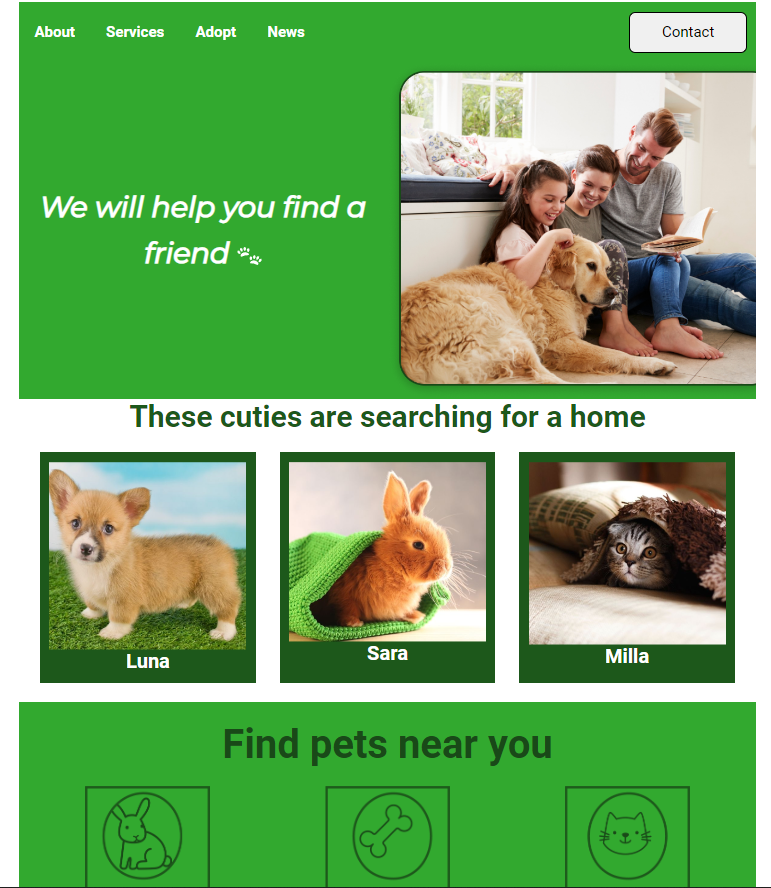 About Services Adopt News Contact
We will help you find a
friend 🐾
These cuties are searching for a home
Luna Sara Milla
Find pets near you